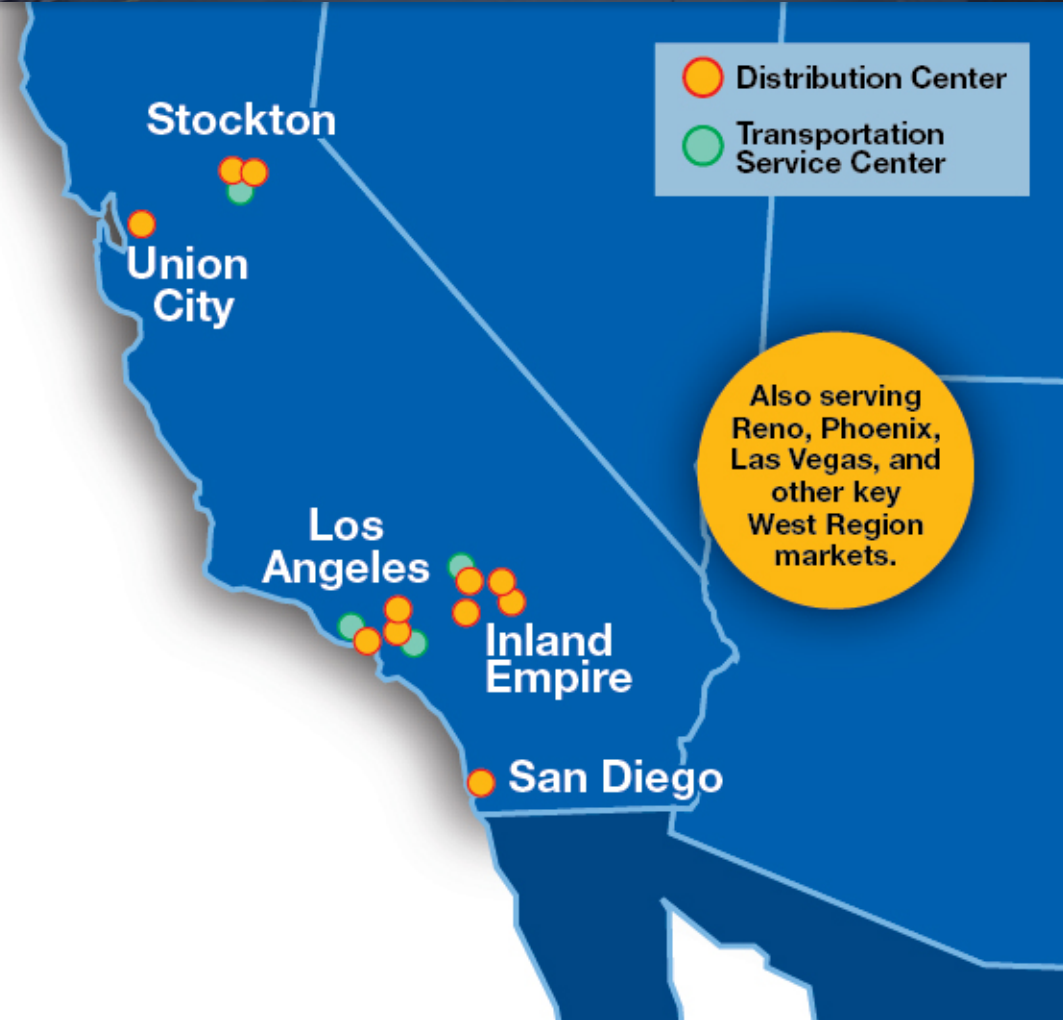 Distribution Center
Transportation
Service Center
Stockton
Union
City
Also serving
Reno, Phoenix,
Las Vegas, and
other key
West Region
markets.
Los
Angeles
Inland
Empire
San Diego